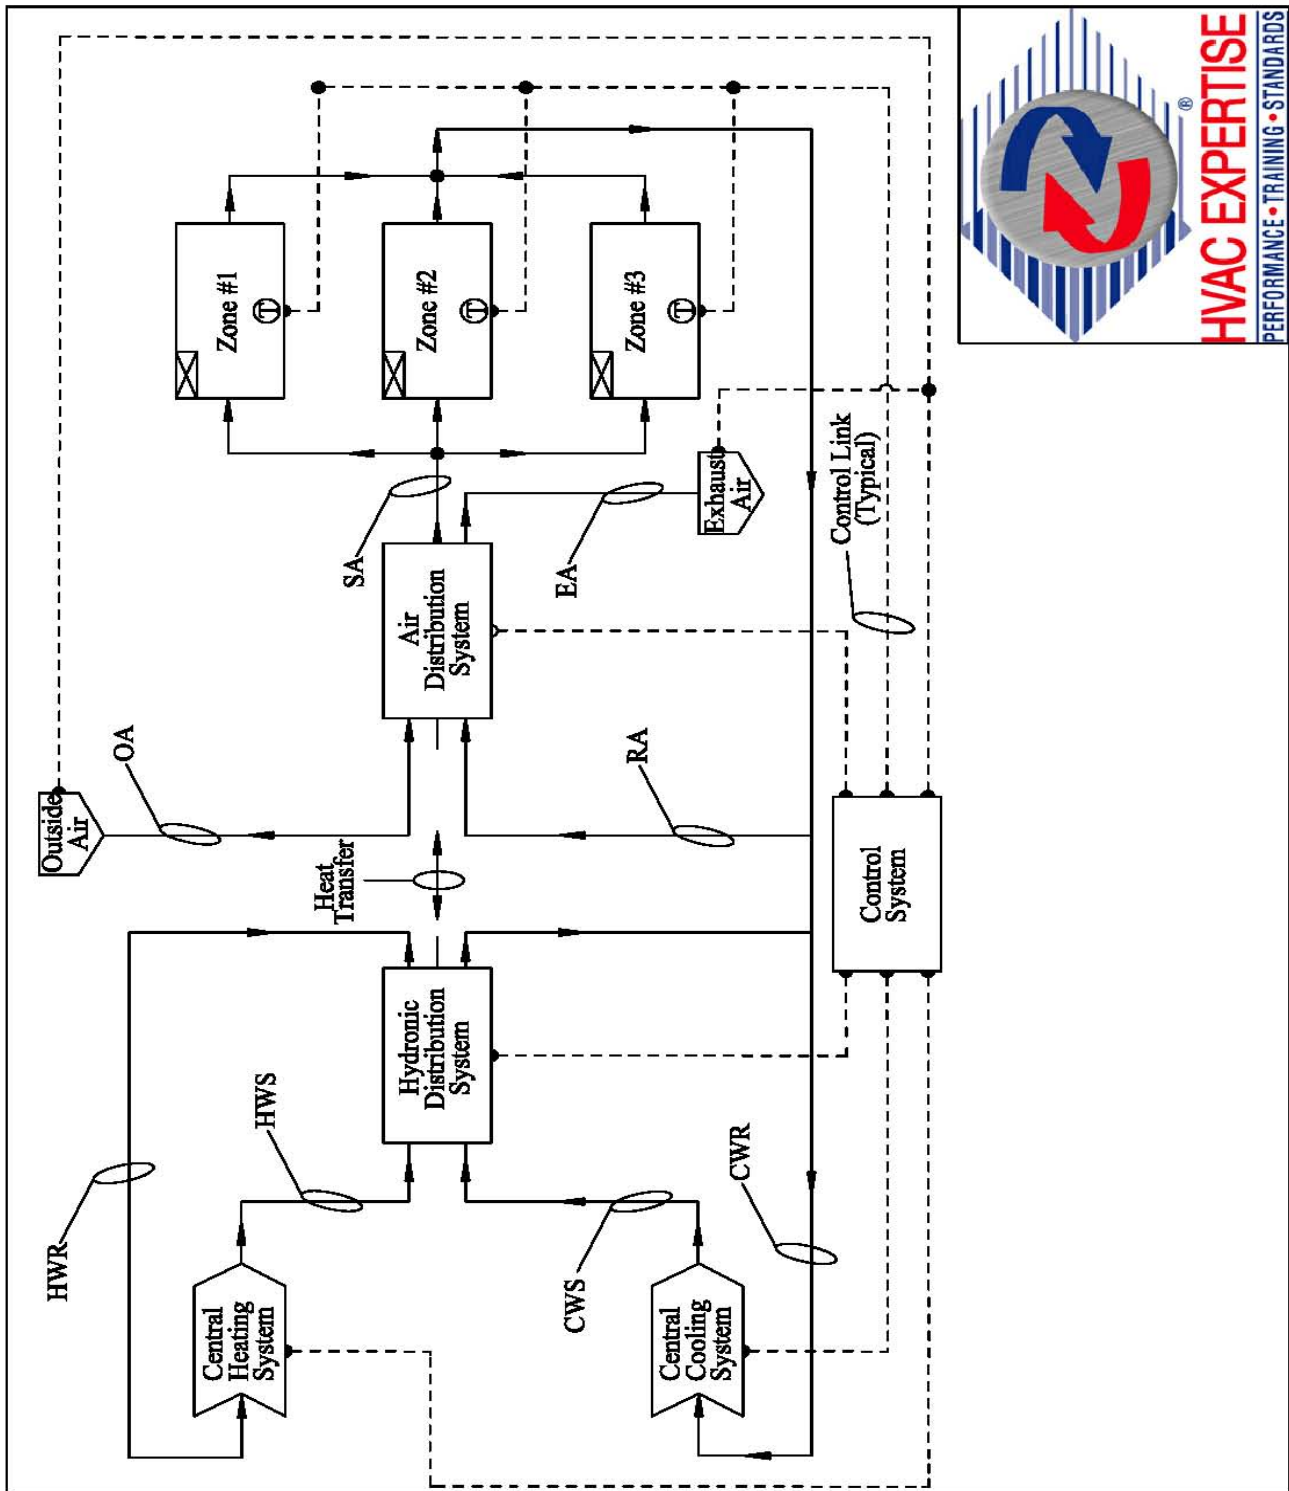 Outside
Air
OA
HWR
HWS
Central
Heating
System
Heat
Transfer
Hydronic
Distribution
System
CWS
Central
Cooling
System
CWR
SA
Air
Distribution
System
EA
Exhaust
Air
RA
Zone #1
T
Zone #2
T
Zone #3
T
Control Link
(Typical)
Control
System
®
HVAC EXPERTISE
PERFORMANCE•TRAINING•STANDARDS